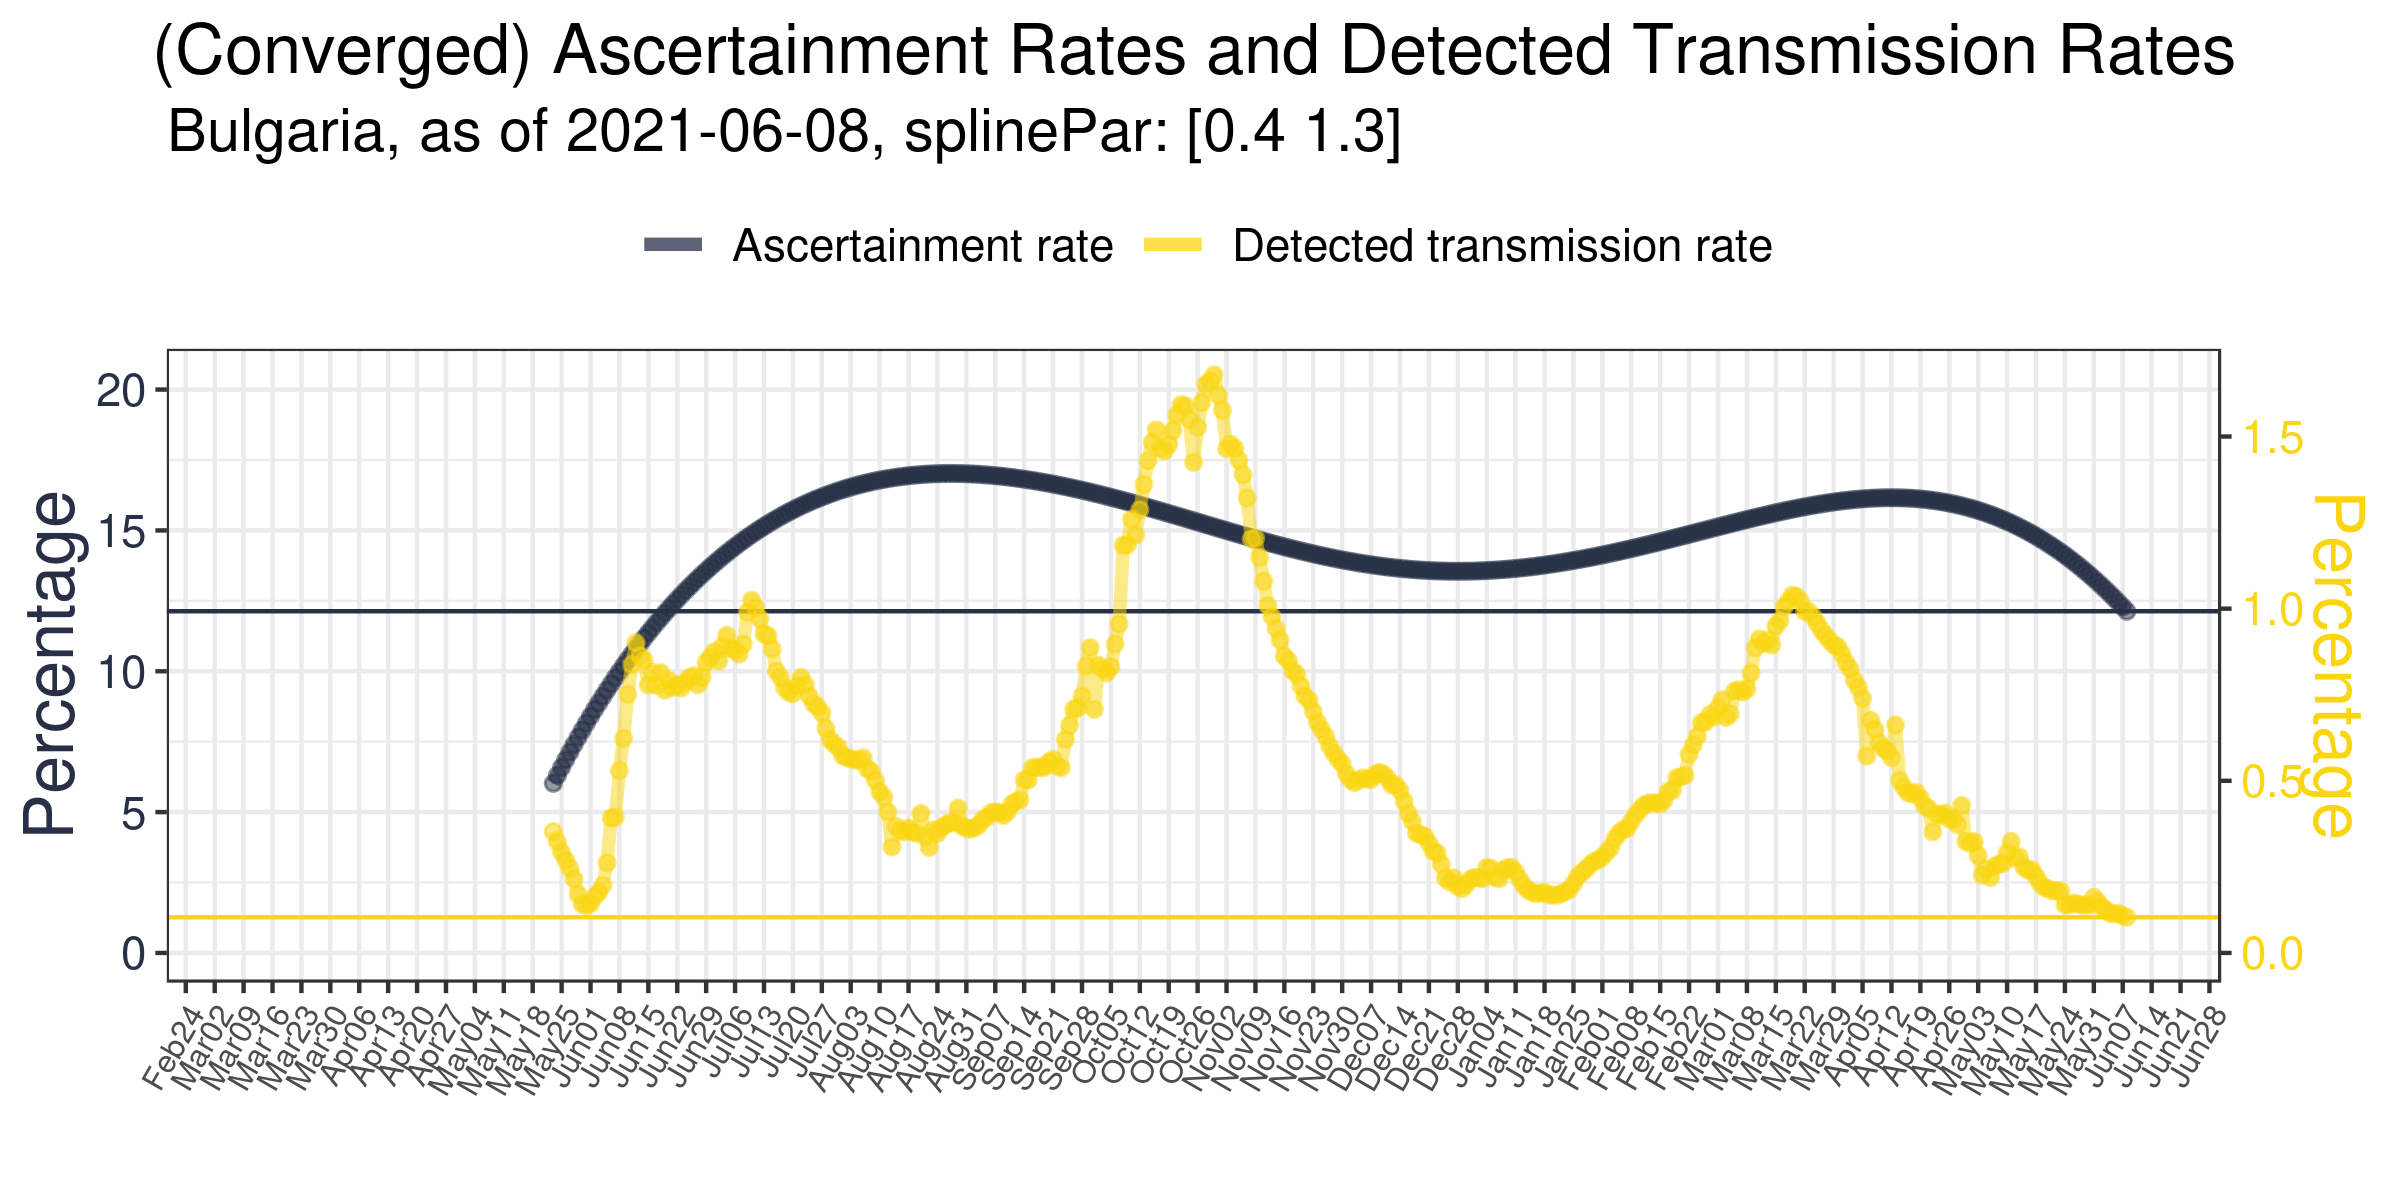 (Converged) Ascertainment Rates and Detected Transmission Rates
Bulgaria, as of 2021-06-08, splinePar: [0.4 1.3]
Ascertainment rate
Detected transmission rate
Percentage
20
15
10
5
0
1.5
1.0
0.5
0.0
Percentage
Feb24
Mar02
Mar09
Mar16
Mar23
Mar30
Apr06
Apr13
Apr20
Apr27
May04
May11
May18
May25
Jun01
Jun08
Jun15
Jun22
Jun29
Jul06
Jul13
Jul20
Jul27
Aug03
Aug10
Aug17
Aug24
Aug31
Sep07
Sep14
Sep21
Sep28
Oct05
Oct12
Oct19
Oct26
Nov02
Nov09
Nov16
Nov23
Nov30
Dec07
Dec14
Dec21
Dec28
Jan04
Jan11
Jan18
Jan25
Feb01
Feb08
Feb15
Feb22
Mar01
Mar08
Mar15
Mar22
Mar29
Apr05
Apr12
Apr19
Apr26
May03
May10
May17
May24
May31
Jun07
Jun14
Jun21
Jun28